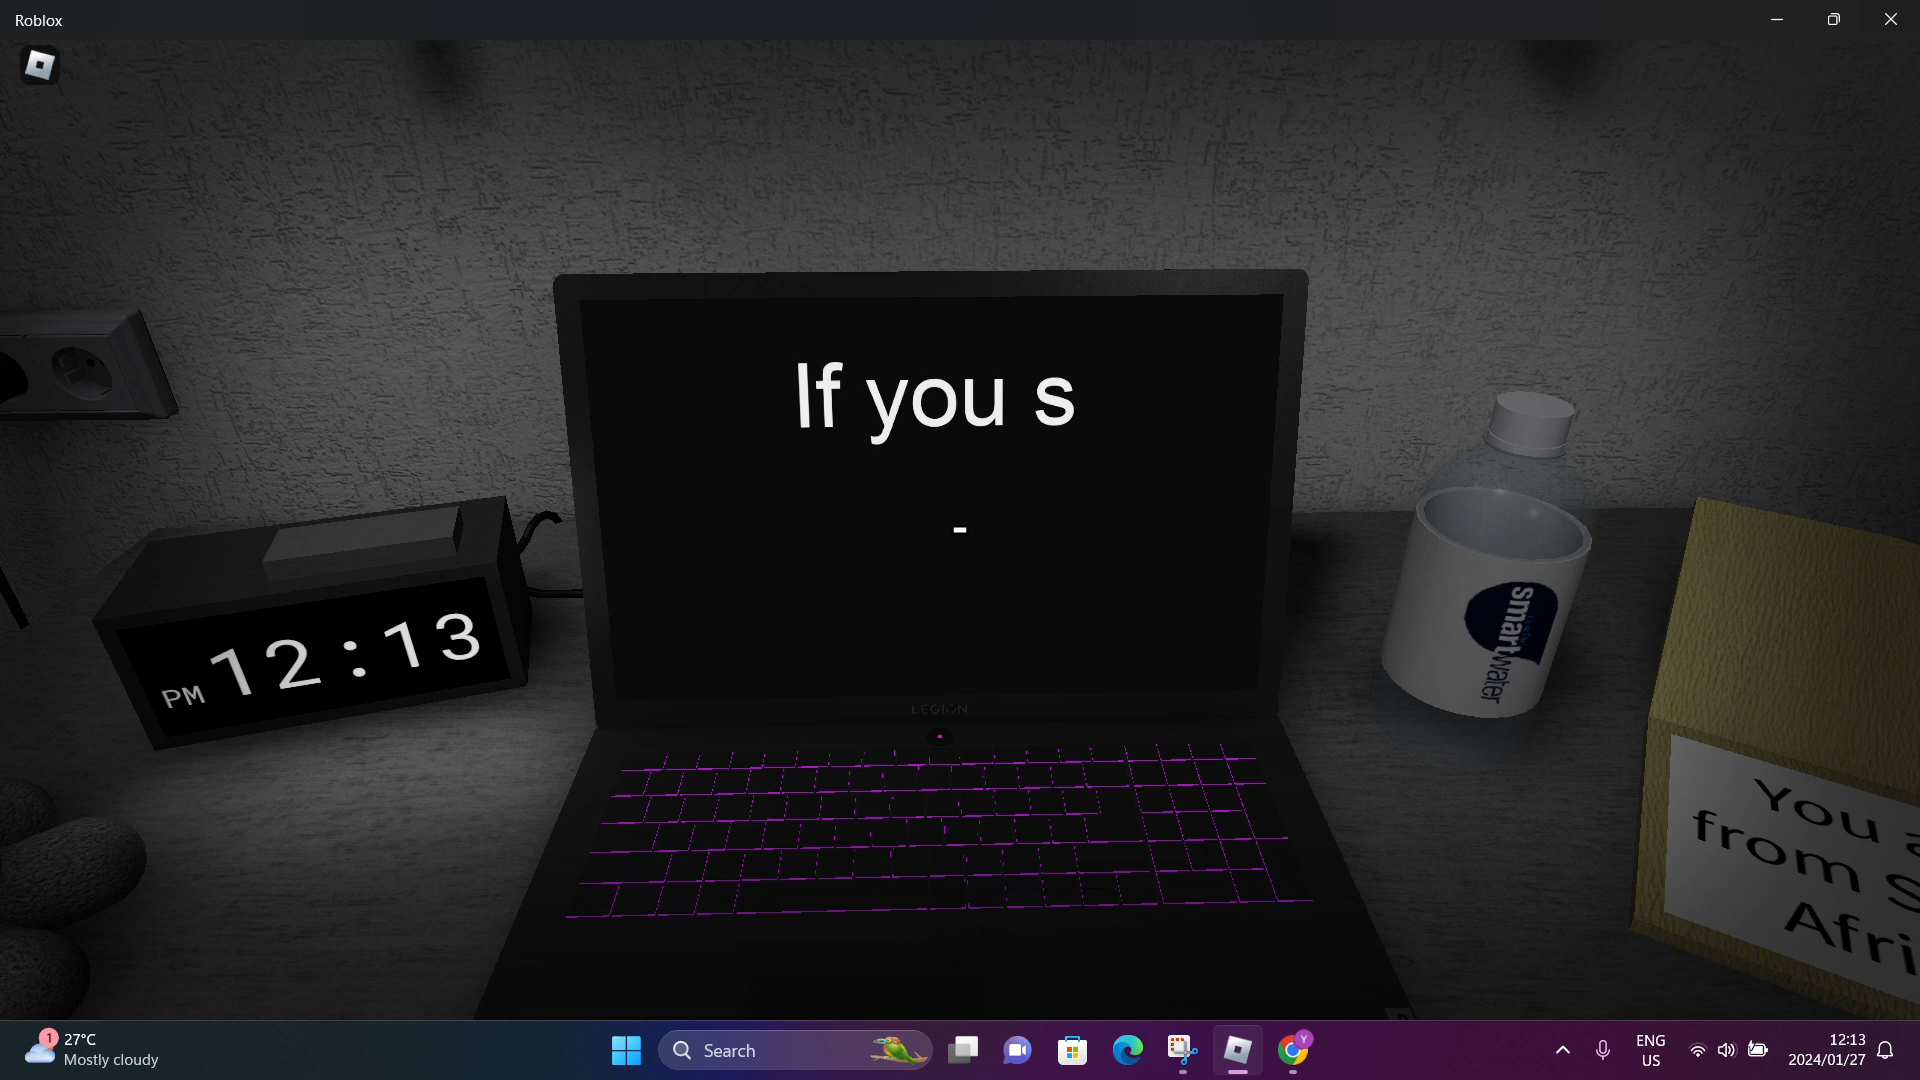 Roblox
If you s
-
PM 12:13
LEGION
smartwater
You a
from S
Afri
1
27°C
Mostly cloudy
Search
Y
ENG
US
12:13
2024/01/27